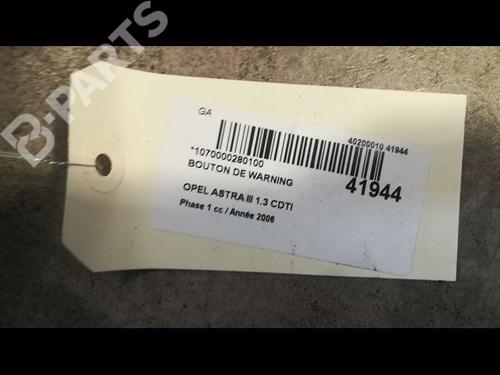 B-PARTS
GA
40200010 41944
*1070000280100
BOUTON DE WARNING
41944
OPEL ASTRA III 1.3 CDTI
Phase 1 cc / Année 2006